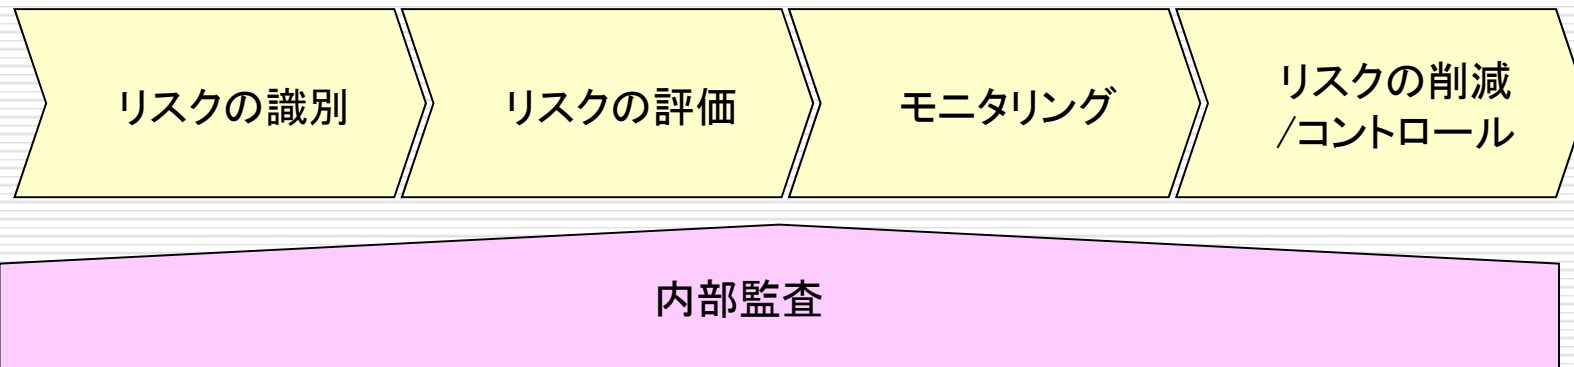 リスクの識別
リスクの評価
モニタリング
リスクの削減
/コントロール
内部監査